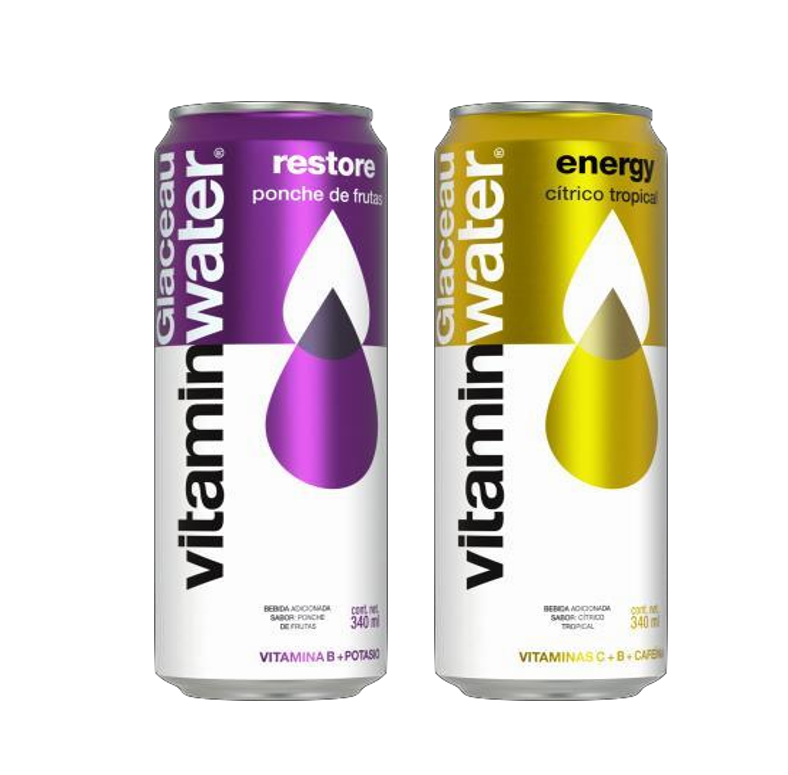 Glaceau
vitaminwater®
restore
ponche de frutas
BEBIDA ADICIONADA
SABOR: PONCHE
DE FRUTAS
cont. net.
340 ml
VITAMINA B + POTASIO
Glaceau
vitaminwater®
energy
cítrico tropical
BEBIDA ADICIONADA
SABOR: CÍTRICO
TROPICAL
cont. net.
340 ml
VITAMINAS C + B + CAFEINA